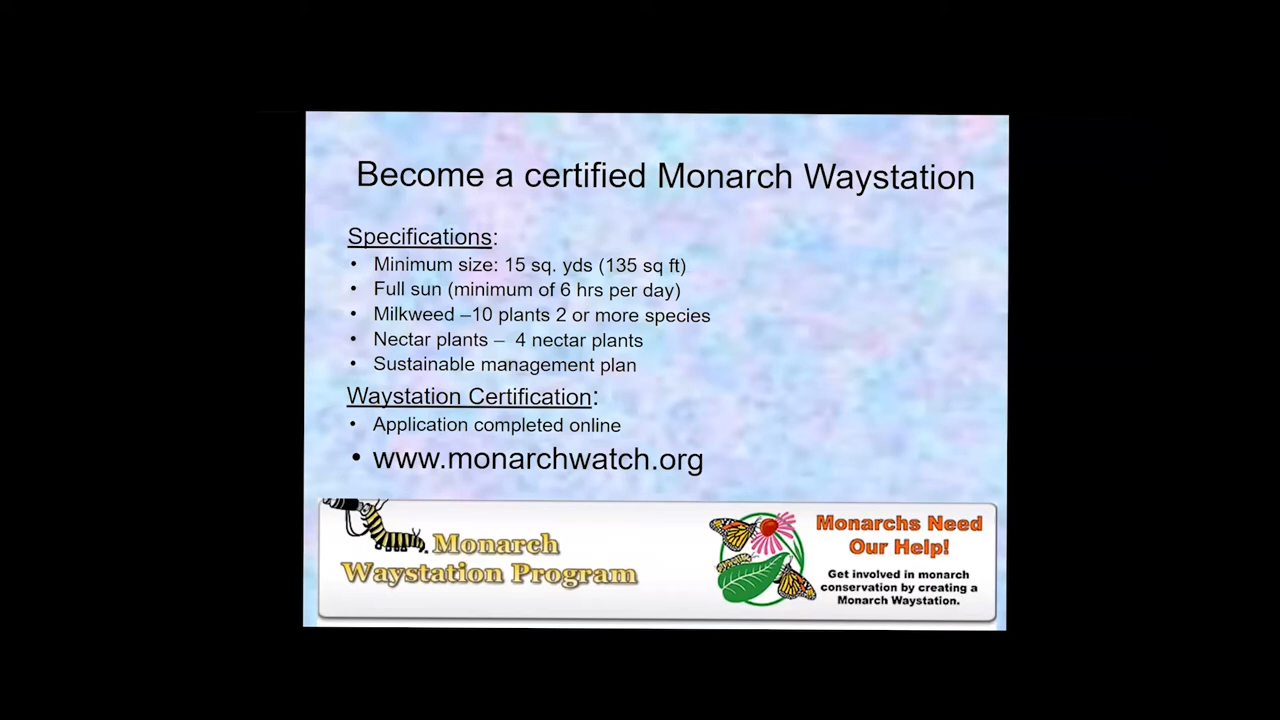 Become a certified Monarch Waystation
Specifications:
• Minimum size: 15 sq. yds (135 sq ft)
• Full sun (minimum of 6 hrs per day)
• Milkweed –10 plants 2 or more species
• Nectar plants – 4 nectar plants
• Sustainable management plan
Waystation Certification:
• Application completed online
• www.monarchwatch.org
Monarch
Waystation Program
Monarchs Need
Our Help!
Get involved in monarch
conservation by creating a
Monarch Waystation.